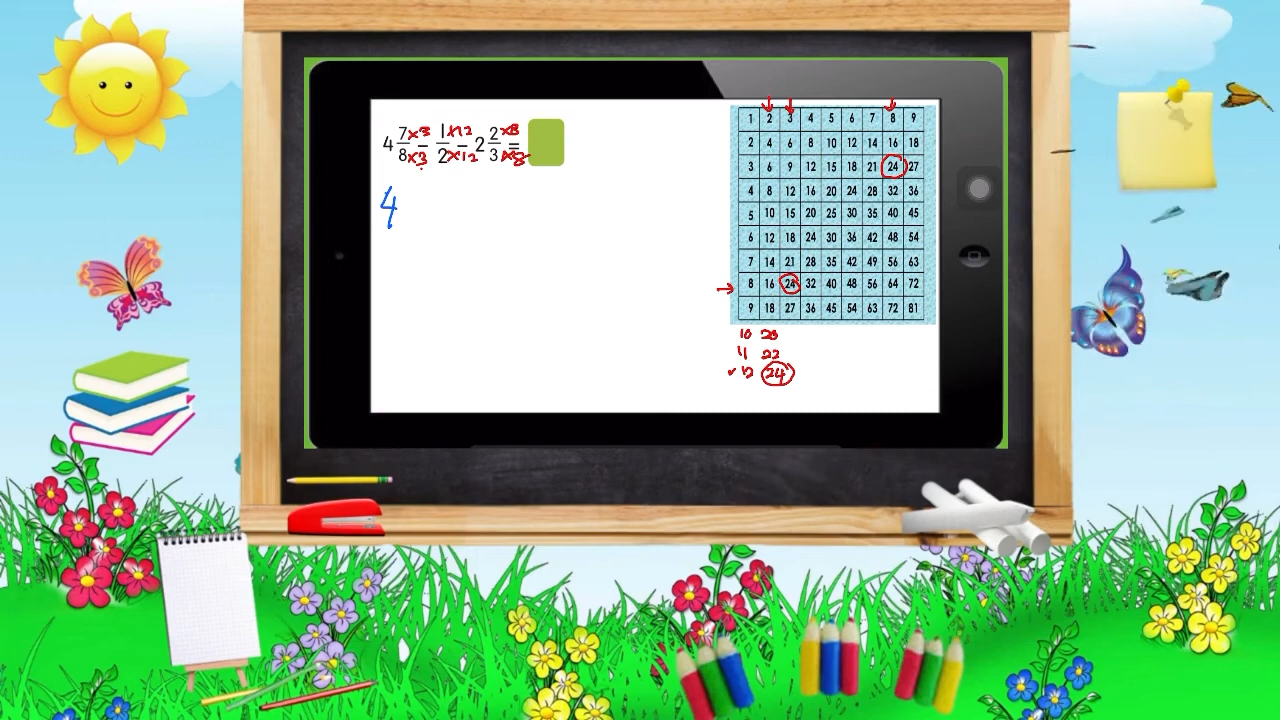 4 7/8 ×3/×3 − 1/2 ×12/×12 − 2 2/3 ×8/×8 =
4
1 2 3 4 5 6 7 8 9
2 4 6 8 10 12 14 16 18
3 6 9 12 15 18 21 24 27
4 8 12 16 20 24 28 32 36
5 10 15 20 25 30 35 40 45
6 12 18 24 30 36 42 48 54
7 14 21 28 35 42 49 56 63
8 16 24 32 40 48 56 64 72
9 18 27 36 45 54 63 72 81
10 20
11 22
12 24